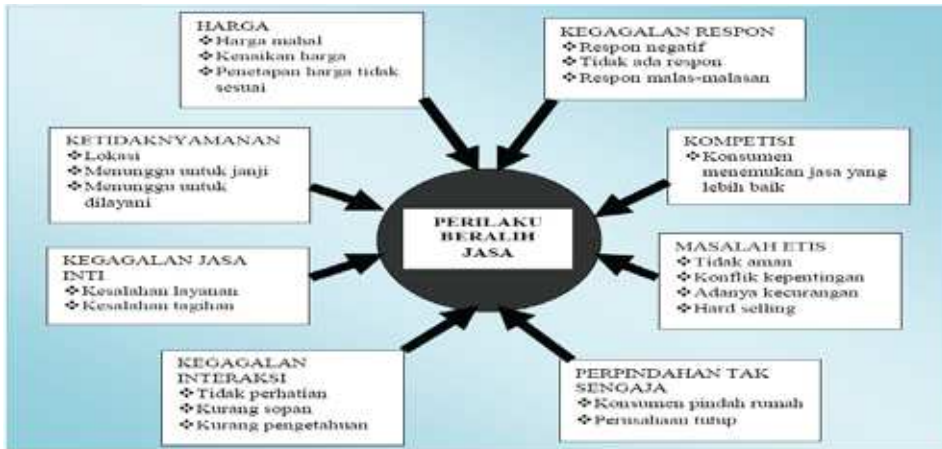 HARGA
❖Harga mahal
❖Kenaikan harga
❖Penetapan harga tidak
sesuai
KEGAGALAN RESPON
❖Respon negatif
❖Tidak ada respon
❖Respon malas-malasan
KETIDAKNYAMANAN
❖Lokasi
❖Menunggu untuk janji
❖Menunggu untuk
dilayani
KOMPETISI
❖Konsumen
menemukan jasa yang
lebih baik
PERILAKU
BERALIH
JASA
KEGAGALAN JASA
INTI
❖Kesalahan layanan
❖Kesalahan tagihan
MASALAH ETIS
❖Tidak aman
❖Konflik kepentingan
❖Adanya kecurangan
❖Hard selling
KEGAGALAN
INTERAKSI
❖Tidak perhatian
❖Kurang sopan
❖Kurang pengetahuan
PERPINDAHAN TAK
SENGAJA
❖Konsumen pindah rumah
❖Perusahaan tutup